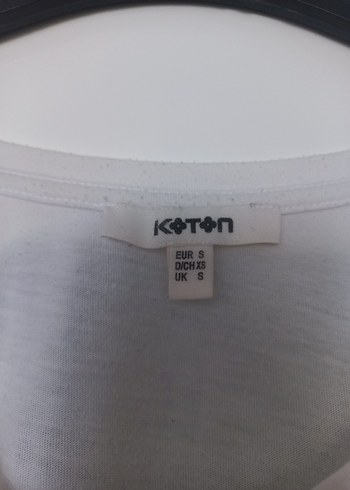 KOTON
EUR S
D/CH XS
UK S